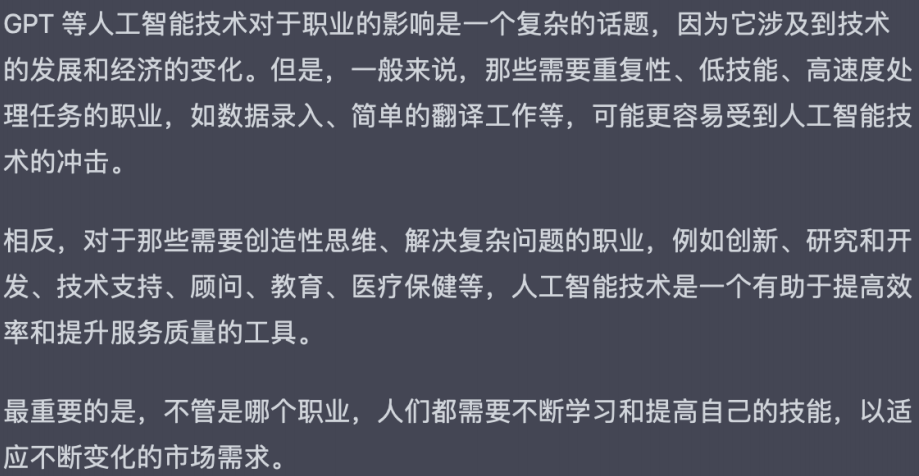 GPT 等人工智能技术对于职业的影响是一个复杂的话题，因为它涉及到技术
的发展和经济的变化。但是，一般来说，那些需要重复性、低技能、高速度处
理任务的职业，如数据录入、简单的翻译工作等，可能更容易受到人工智能技
术的冲击。
相反，对于那些需要创造性思维、解决复杂问题的职业，例如创新、研究和开
发、技术支持、顾问、教育、医疗保健等，人工智能技术是一个有助于提高效
率和提升服务质量的工具。
最重要的是，不管是哪个职业，人们都需要不断学习和提高自己的技能，以适
应不断变化的市场需求。